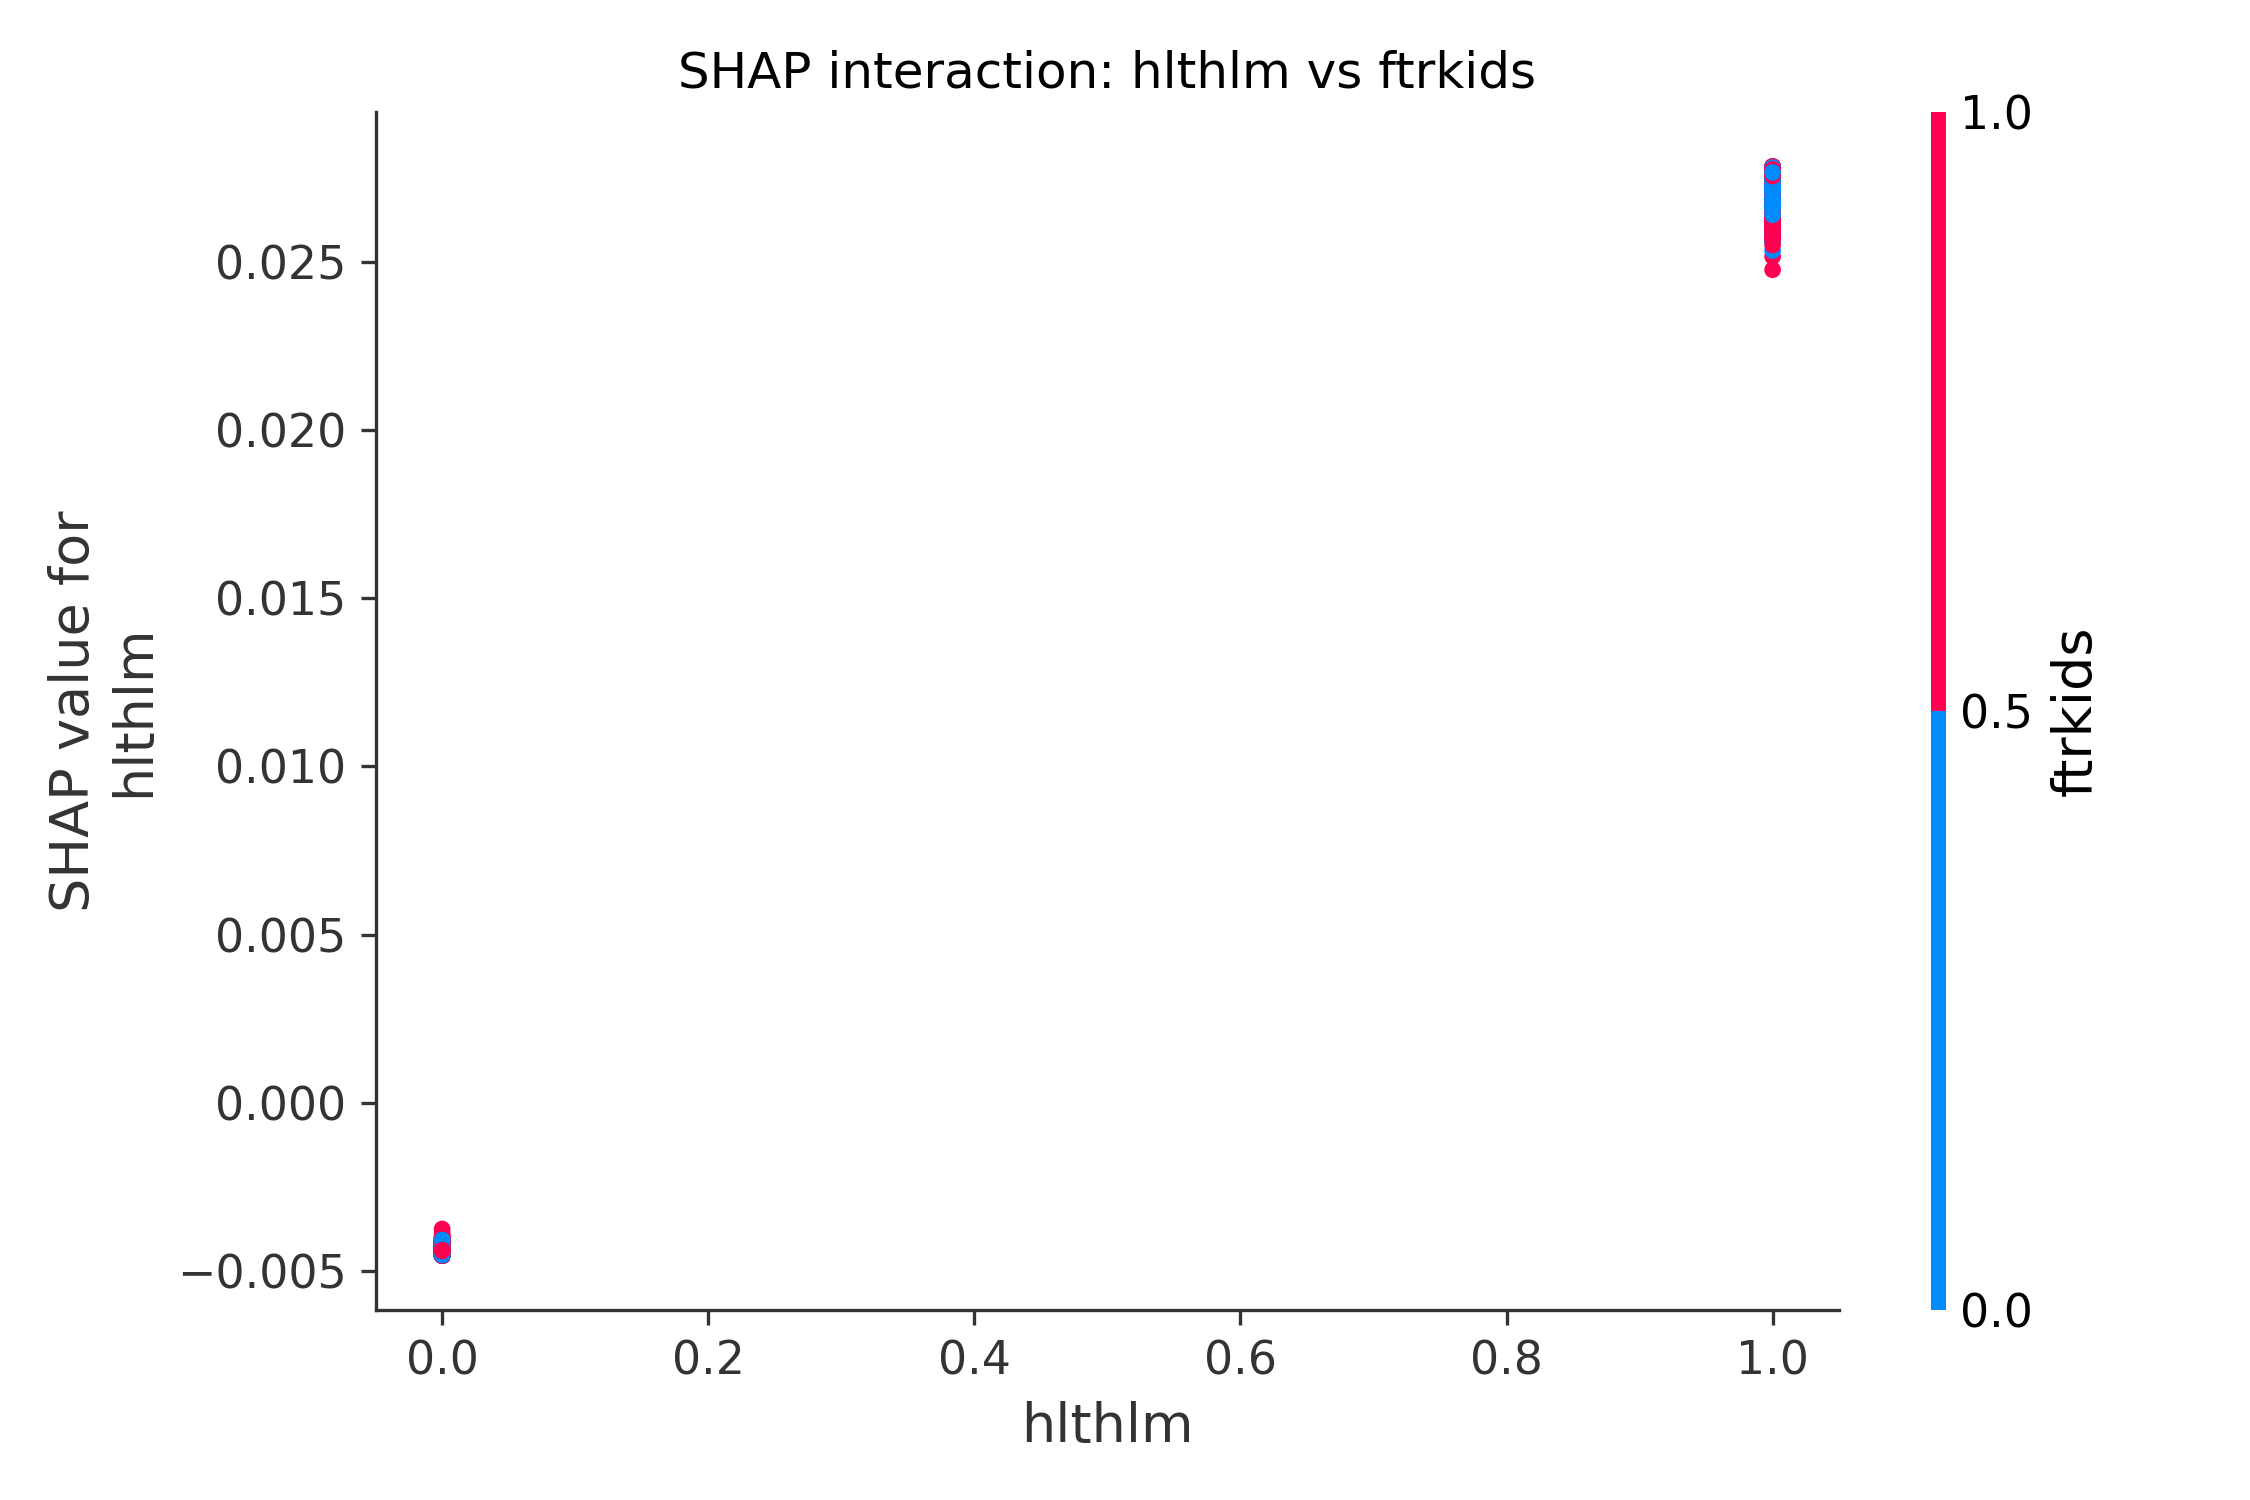 SHAP interaction: hlthlm vs ftrkids
SHAP value for
hlthlm
0.025
0.020
0.015
0.010
0.005
0.000
−0.005
0.0 0.2 0.4 0.6 0.8 1.0
hlthlm
1.0
0.5
0.0
ftrkids